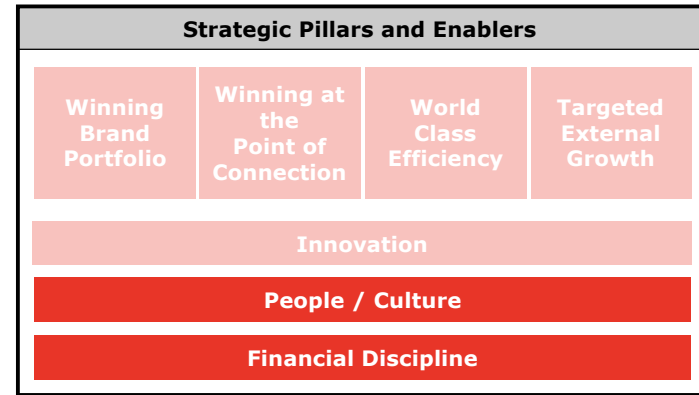 Strategic Pillars and Enablers
Winning
Brand
Portfolio
Winning at
the
Point of
Connection
World
Class
Efficiency
Targeted
External
Growth
Innovation
People / Culture
Financial Discipline